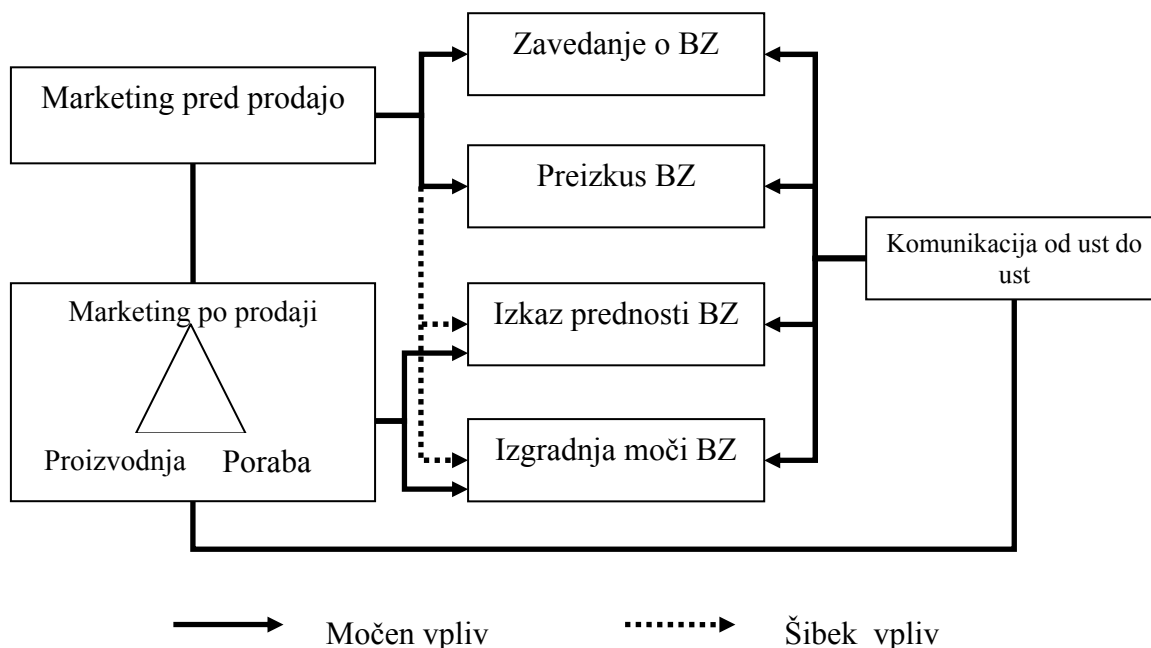 Zavedanje o BZ
Marketing pred prodajo
Preizkus BZ
Komunikacija od ust do
ust
Marketing po prodaji
Izkaz prednosti BZ
Proizvodnja
Poraba
Izgradnja moči BZ
Močen vpliv
Šibek vpliv